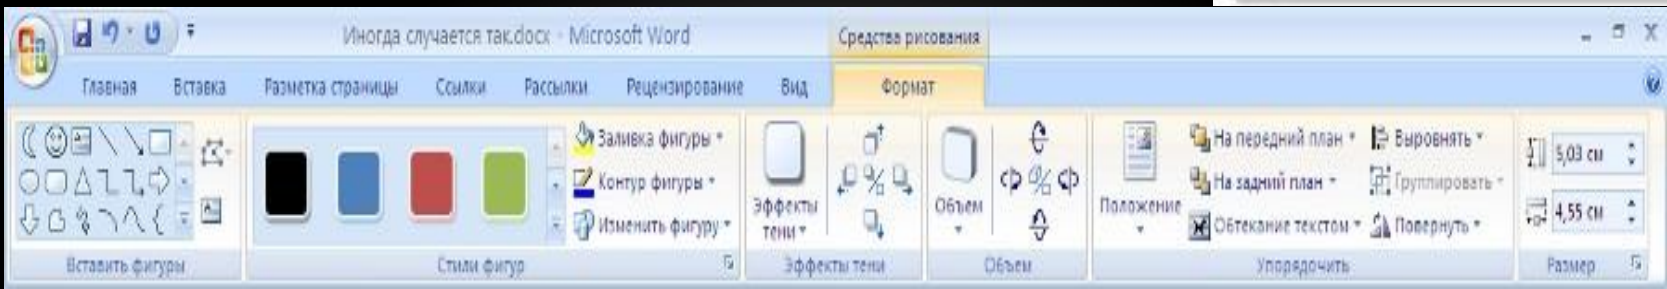 Иногда случается так.docx - Microsoft Word
Средства рисования
Главная Вставка Разметка страницы Ссылки Рассылки Рецензирование Вид Формат
Заливка фигуры
Контур фигуры
Изменить фигуру
Эффекты
тени
Объем
Положение
На передний план
На задний план
Обтекание текстом
Выровнять
Группировать
Повернуть
5,03 см
4,55 см
Вставить фигуры Стили фигур Эффекты тени Объем Упорядочить Размер